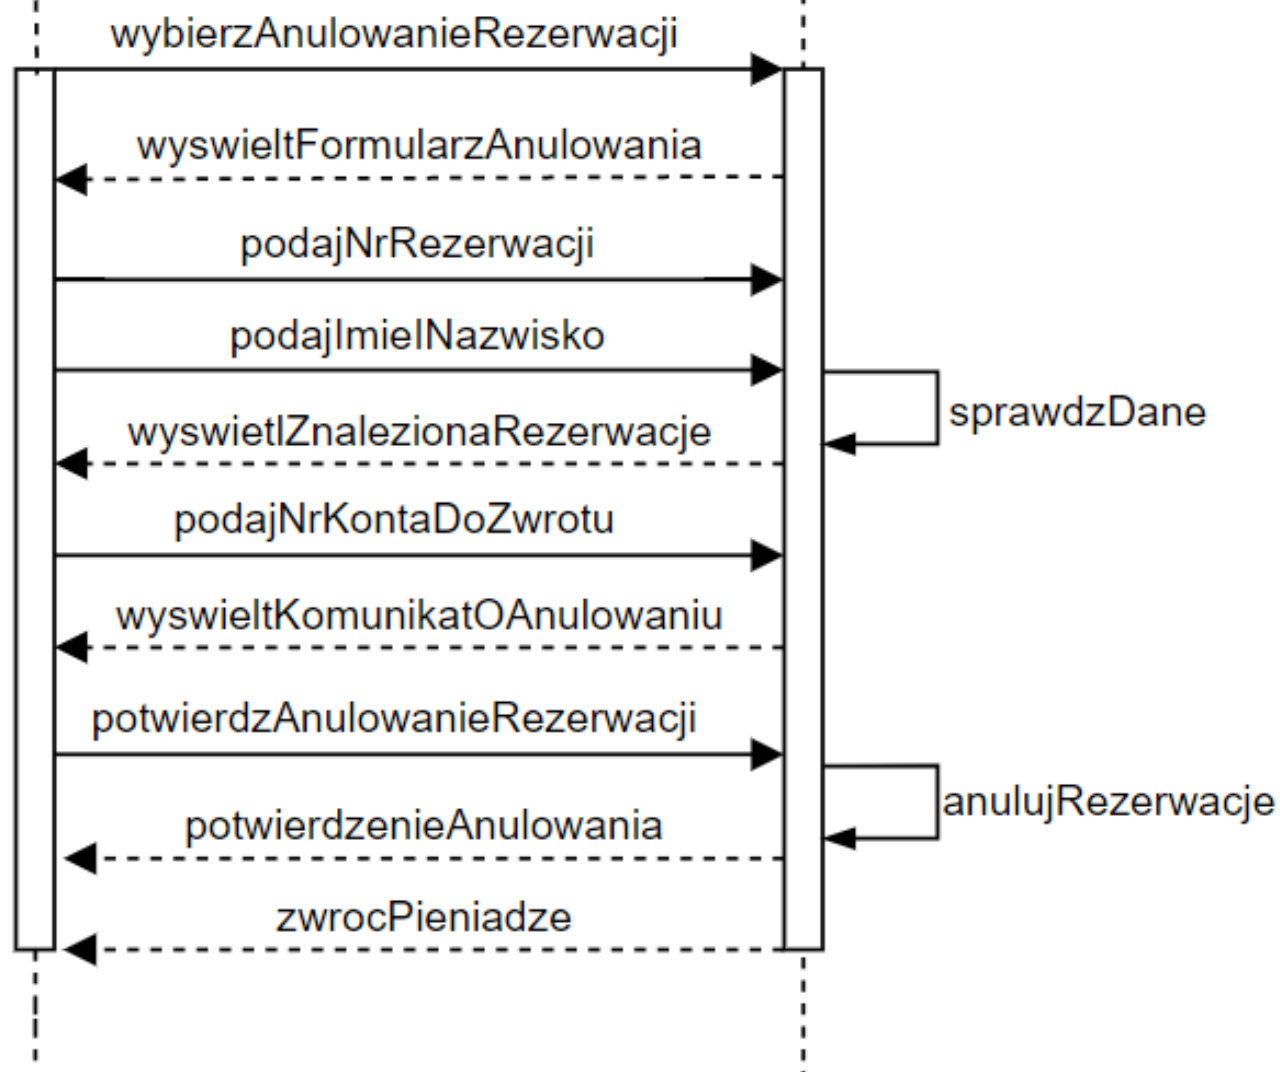 wybierzAnulowanieRezerwacji
wyswieltFormularzAnulowania
podajNrRezerwacji
podajImieINazwisko
sprawdzDane
wyswietlZnalezionaRezerwacje
podajNrKontaDoZwrotu
wyswieltKomunikatOAnulowaniu
potwierdzAnulowanieRezerwacji
anulujRezerwacje
potwierdzenieAnulowania
zwrocPieniadze